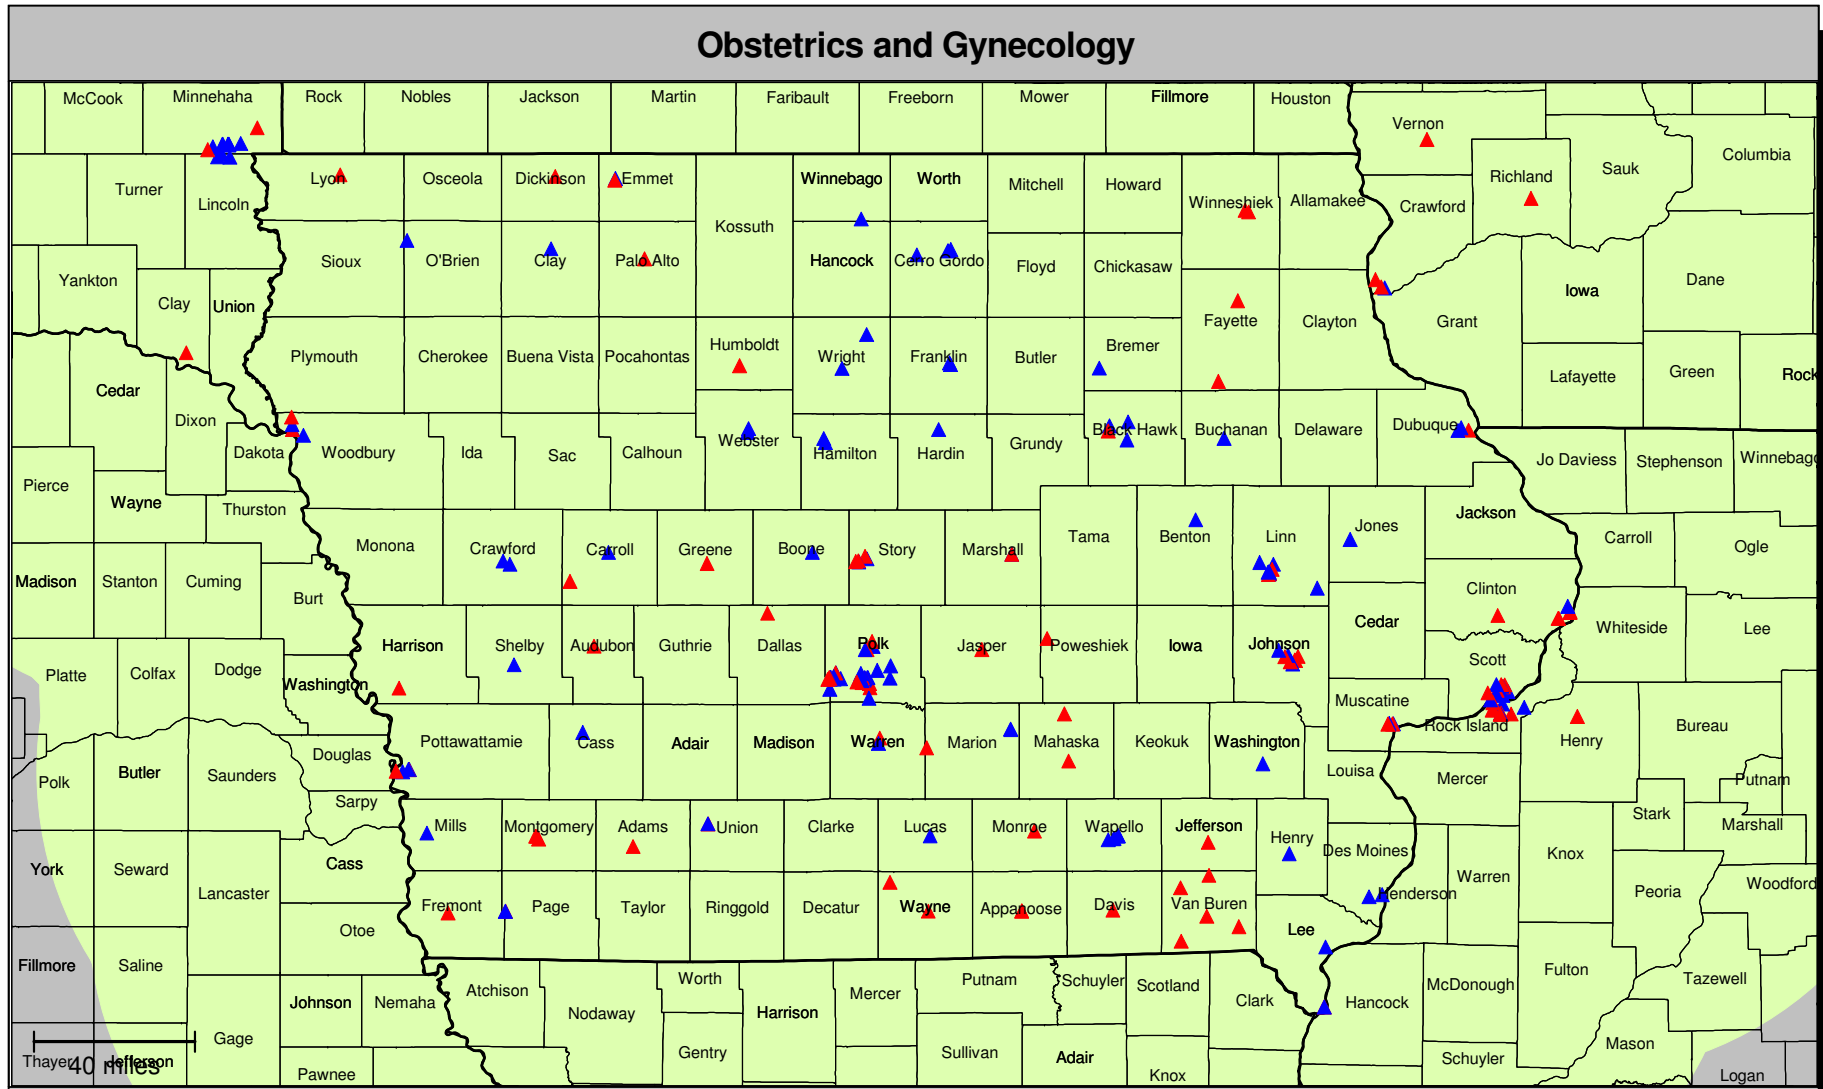 Obstetrics and Gynecology
McCook Minnehaha Rock Nobles Jackson Martin Faribault Freeborn Mower Fillmore Houston
Vernon
Columbia
Sauk
Richland
Turner Lyon Osceola Dickinson Emmet Winnebago Worth Mitchell Howard
Lincoln Winneshiek Allamakee Crawford
Kossuth
Sioux O'Brien Clay Palo Alto Hancock Cerro Gordo Floyd Chickasaw
Yankton Dane
Clay Union Iowa
Fayette Clayton Grant
Plymouth Cherokee Buena Vista Pocahontas Humboldt Wright Franklin Butler Bremer
Cedar Lafayette Green Rock
Dixon
Dakota Woodbury Ida Sac Calhoun Webster Hamilton Hardin Grundy Black Hawk Buchanan Delaware Dubuque
Jo Daviess Stephenson Winnebago
Pierce
Wayne Thurston Jackson
Monona Crawford Carroll Greene Boone Story Marshall Tama Benton Linn Jones Carroll Ogle
Madison Stanton Cuming
Burt Clinton
Cedar Whiteside Lee
Harrison Shelby Audubon Guthrie Dallas Polk Jasper Poweshiek Iowa Johnson
Scott
Platte Colfax Dodge
Washington
Muscatine
Rock Island Bureau
Pottawattamie Cass Adair Madison Warren Marion Mahaska Keokuk Washington Henry
Douglas
Polk Butler Saunders Louisa Mercer Putnam
Sarpy
Mills Montgomery Adams Union Clarke Lucas Monroe Wapello Jefferson Henry Stark Marshall
Des Moines Knox
York Seward Cass
Lancaster Warren Peoria Woodford
Henderson
Fremont Page Taylor Ringgold Decatur Wayne Appanoose Davis Van Buren
Otoe Lee
Fillmore Saline Fulton
Tazewell
Atchison Worth Putnam Schuyler Scotland McDonough
Johnson Nemaha Mercer Clark Hancock
Nodaway Harrison
Gage Mason
Gentry Sullivan Adair Schuyler
Thayer Jefferson
40 miles
Pawnee Knox Logan